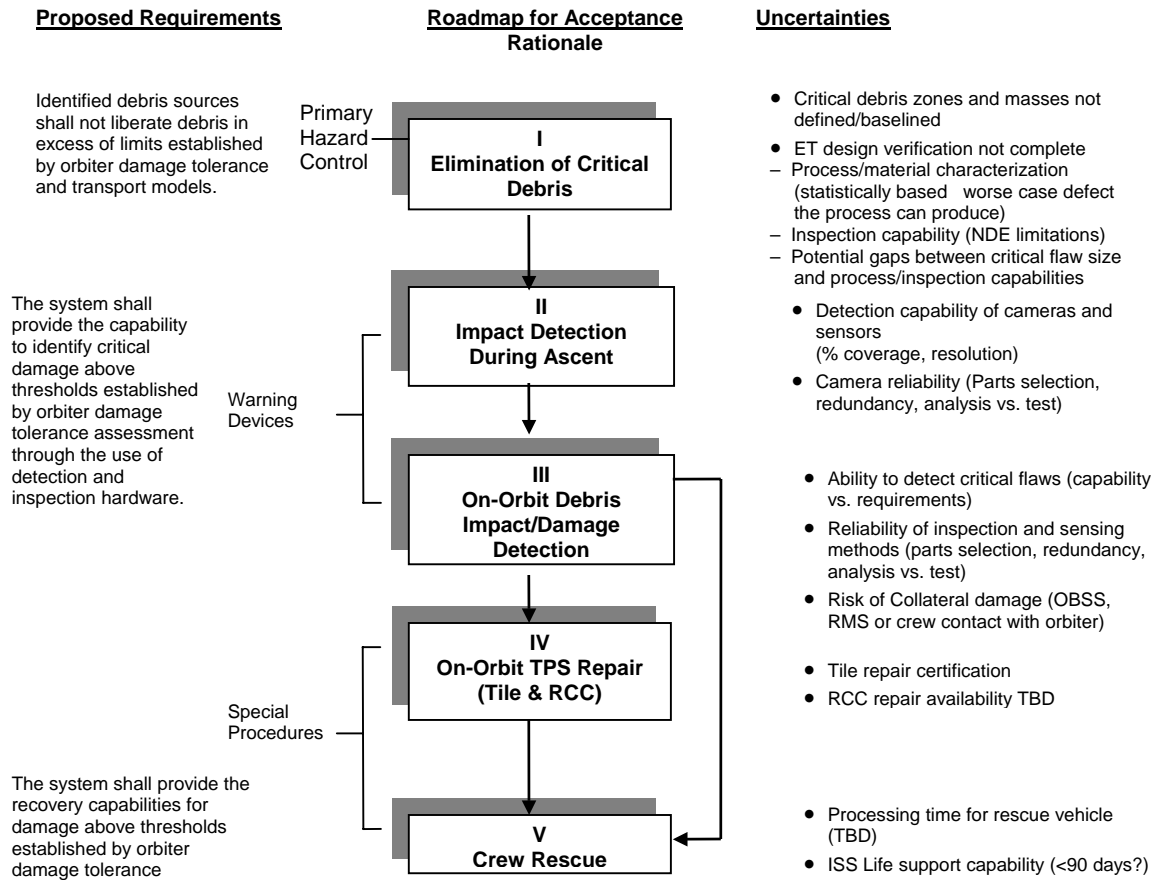 Proposed Requirements
Roadmap for Acceptance
Rationale
Uncertainties
Identified debris sources
shall not liberate debris in
excess of limits established
by orbiter damage tolerance
and transport models.
Primary
Hazard
Control
I
Elimination of Critical
Debris
● Critical debris zones and masses not
defined/baselined
● ET design verification not complete
– Process/material characterization
(statistically based worse case defect
the process can produce)
– Inspection capability (NDE limitations)
– Potential gaps between critical flaw size
and process/inspection capabilities
The system shall
provide the capability
to identify critical
damage above
thresholds established
by orbiter damage
tolerance assessment
through the use of
detection and
inspection hardware.
Warning
Devices
II
Impact Detection
During Ascent
● Detection capability of cameras and
sensors
(% coverage, resolution)
● Camera reliability (Parts selection,
redundancy, analysis vs. test)
III
On-Orbit Debris
Impact/Damage
Detection
● Ability to detect critical flaws (capability
vs. requirements)
● Reliability of inspection and sensing
methods (parts selection, redundancy,
analysis vs. test)
● Risk of Collateral damage (OBSS,
RMS or crew contact with orbiter)
IV
On-Orbit TPS Repair
(Tile & RCC)
● Tile repair certification
● RCC repair availability TBD
Special
Procedures
The system shall provide the
recovery capabilities for
damage above thresholds
established by orbiter
damage tolerance
V
Crew Rescue
● Processing time for rescue vehicle
(TBD)
● ISS Life support capability (<90 days?)